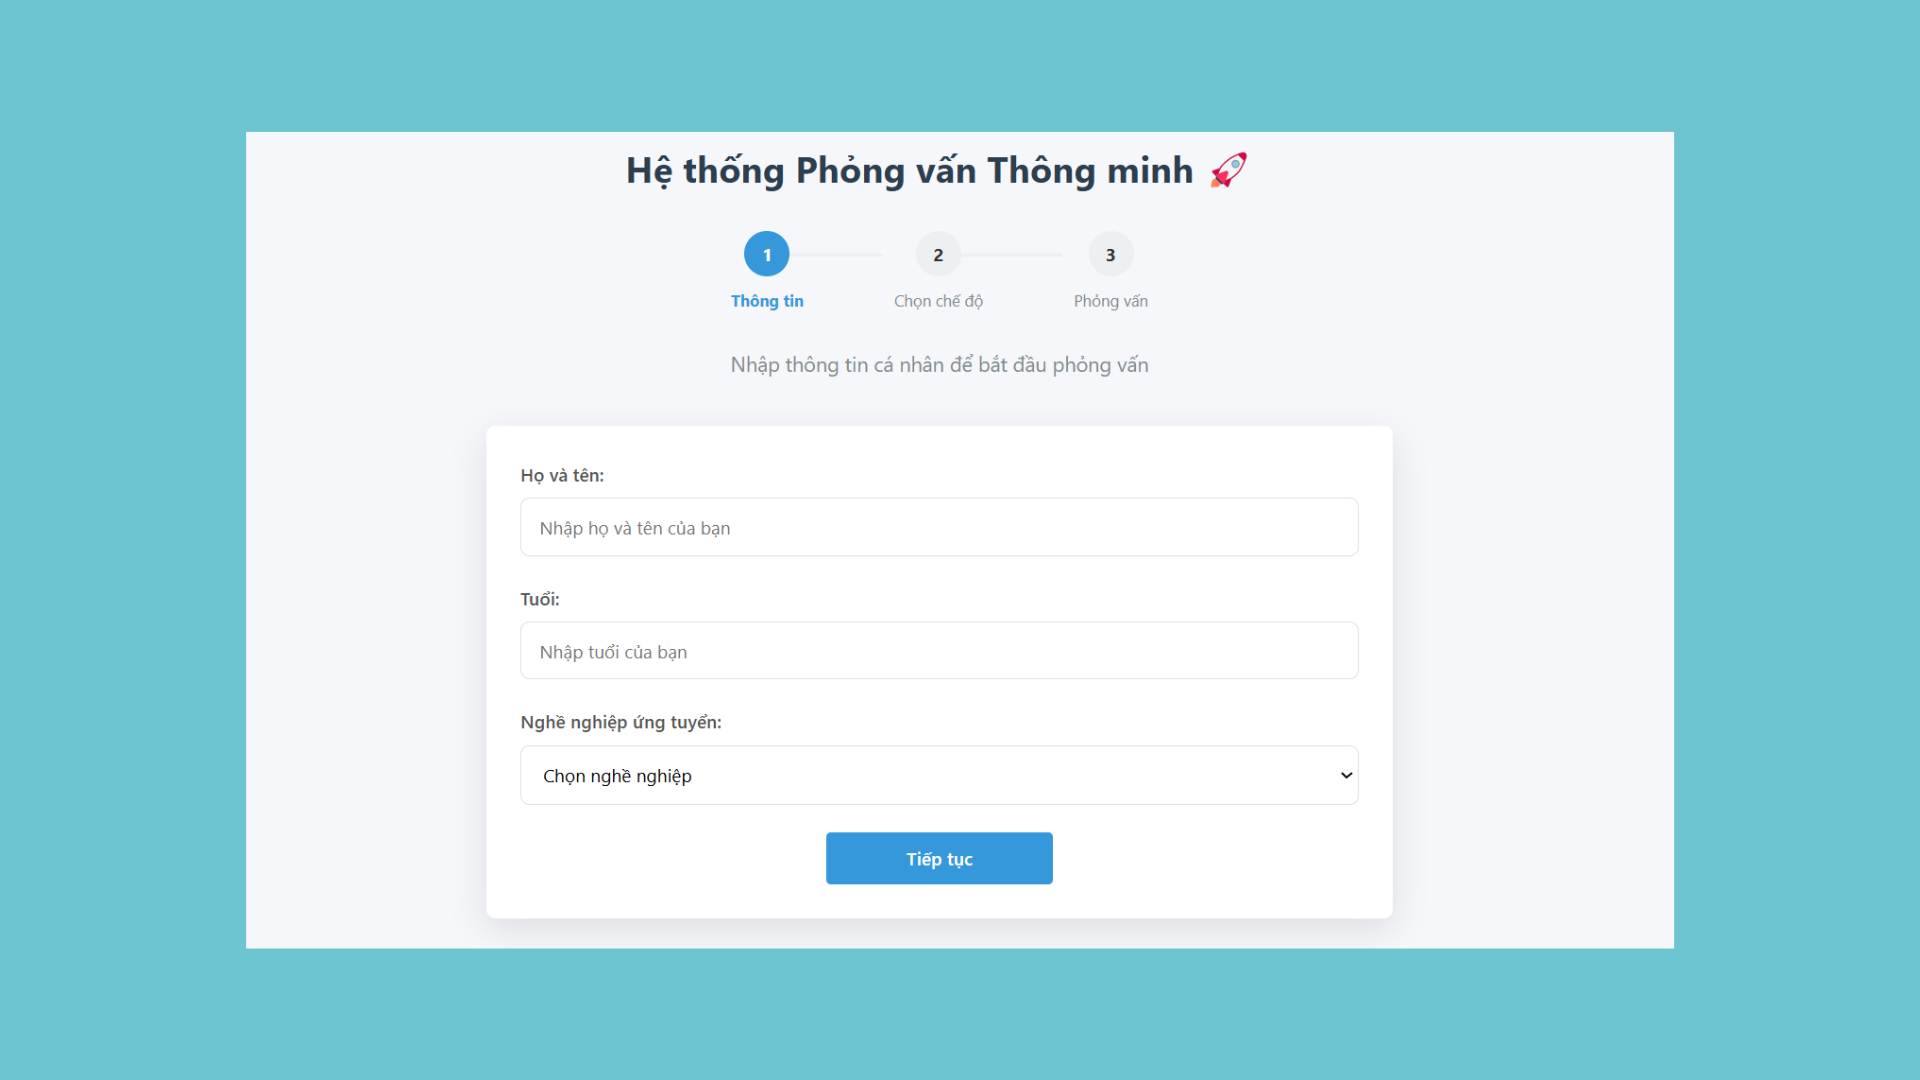 Hệ thống Phỏng vấn Thông minh 🚀
1 2 3
Thông tin Chọn chế độ Phỏng vấn
Nhập thông tin cá nhân để bắt đầu phỏng vấn
Họ và tên:
Nhập họ và tên của bạn
Tuổi:
Nhập tuổi của bạn
Nghề nghiệp ứng tuyển:
Chọn nghề nghiệp
Tiếp tục